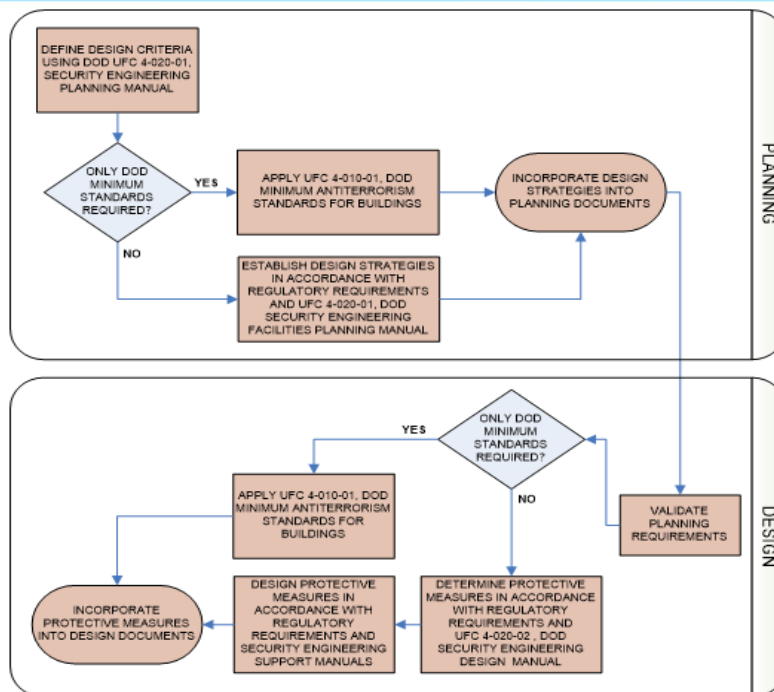 DEFINE DESIGN CRITERIA
USING DOD UFC 4-020-01,
SECURITY ENGINEERING
PLANNING MANUAL
ONLY DOD
MINIMUM
STANDARDS
REQUIRED?
YES
APPLY UFC 4-010-01, DOD
MINIMUM ANTITERRORISM
STANDARDS FOR
BUILDINGS
INCORPORATE DESIGN
STRATEGIES INTO
PLANNING DOCUMENTS
NO
ESTABLISH DESIGN STRATEGIES
IN ACCORDANCE WITH
REGULATORY REQUIREMENTS
AND UFC 4-020-01, DOD
SECURITY ENGINEERING
FACILITIES PLANNING MANUAL
PLANNING
ONLY DOD
MINIMUM
STANDARDS
REQUIRED?
YES
NO
APPLY UFC 4-010-01, DOD
MINIMUM ANTITERRORISM
STANDARDS FOR
BUILDINGS
VALIDATE
PLANNING
REQUIREMENTS
INCORPORATE
PROTECTIVE MEASURES
INTO DESIGN DOCUMENTS
DESIGN PROTECTIVE
MEASURES IN
ACCORDANCE WITH
REGULATORY
REQUIREMENTS AND
SECURITY ENGINEERING
SUPPORT MANUALS
DETERMINE PROTECTIVE
MEASURES IN ACCORDANCE
WITH REGULATORY
REQUIREMENTS AND
UFC 4-020-02 , DOD
SECURITY ENGINEERING
DESIGN MANUAL
DESIGN